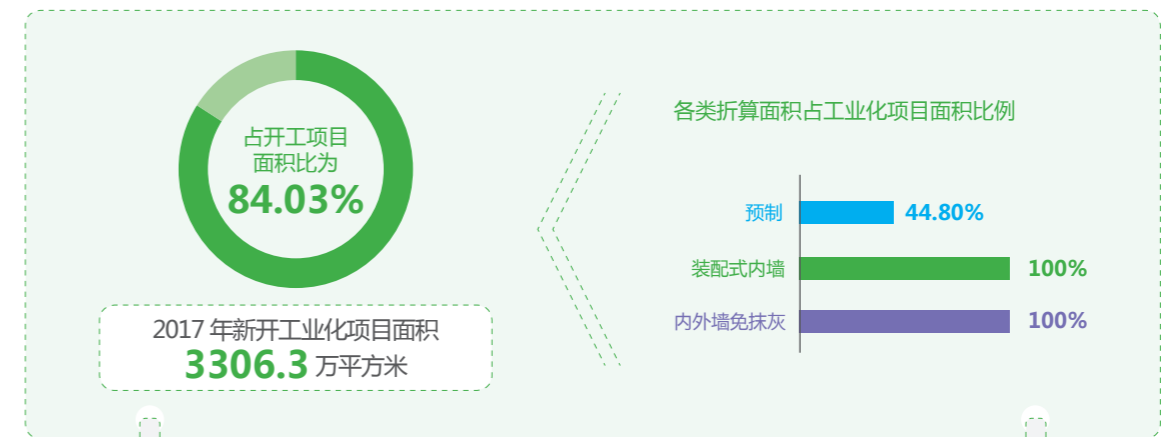 占开工项目
面积比为
84.03%
2017 年新开工业化项目面积
3306.3 万平方米
各类折算面积占工业化项目面积比例
预制 44.80%
装配式内墙 100%
内外墙免抹灰 100%